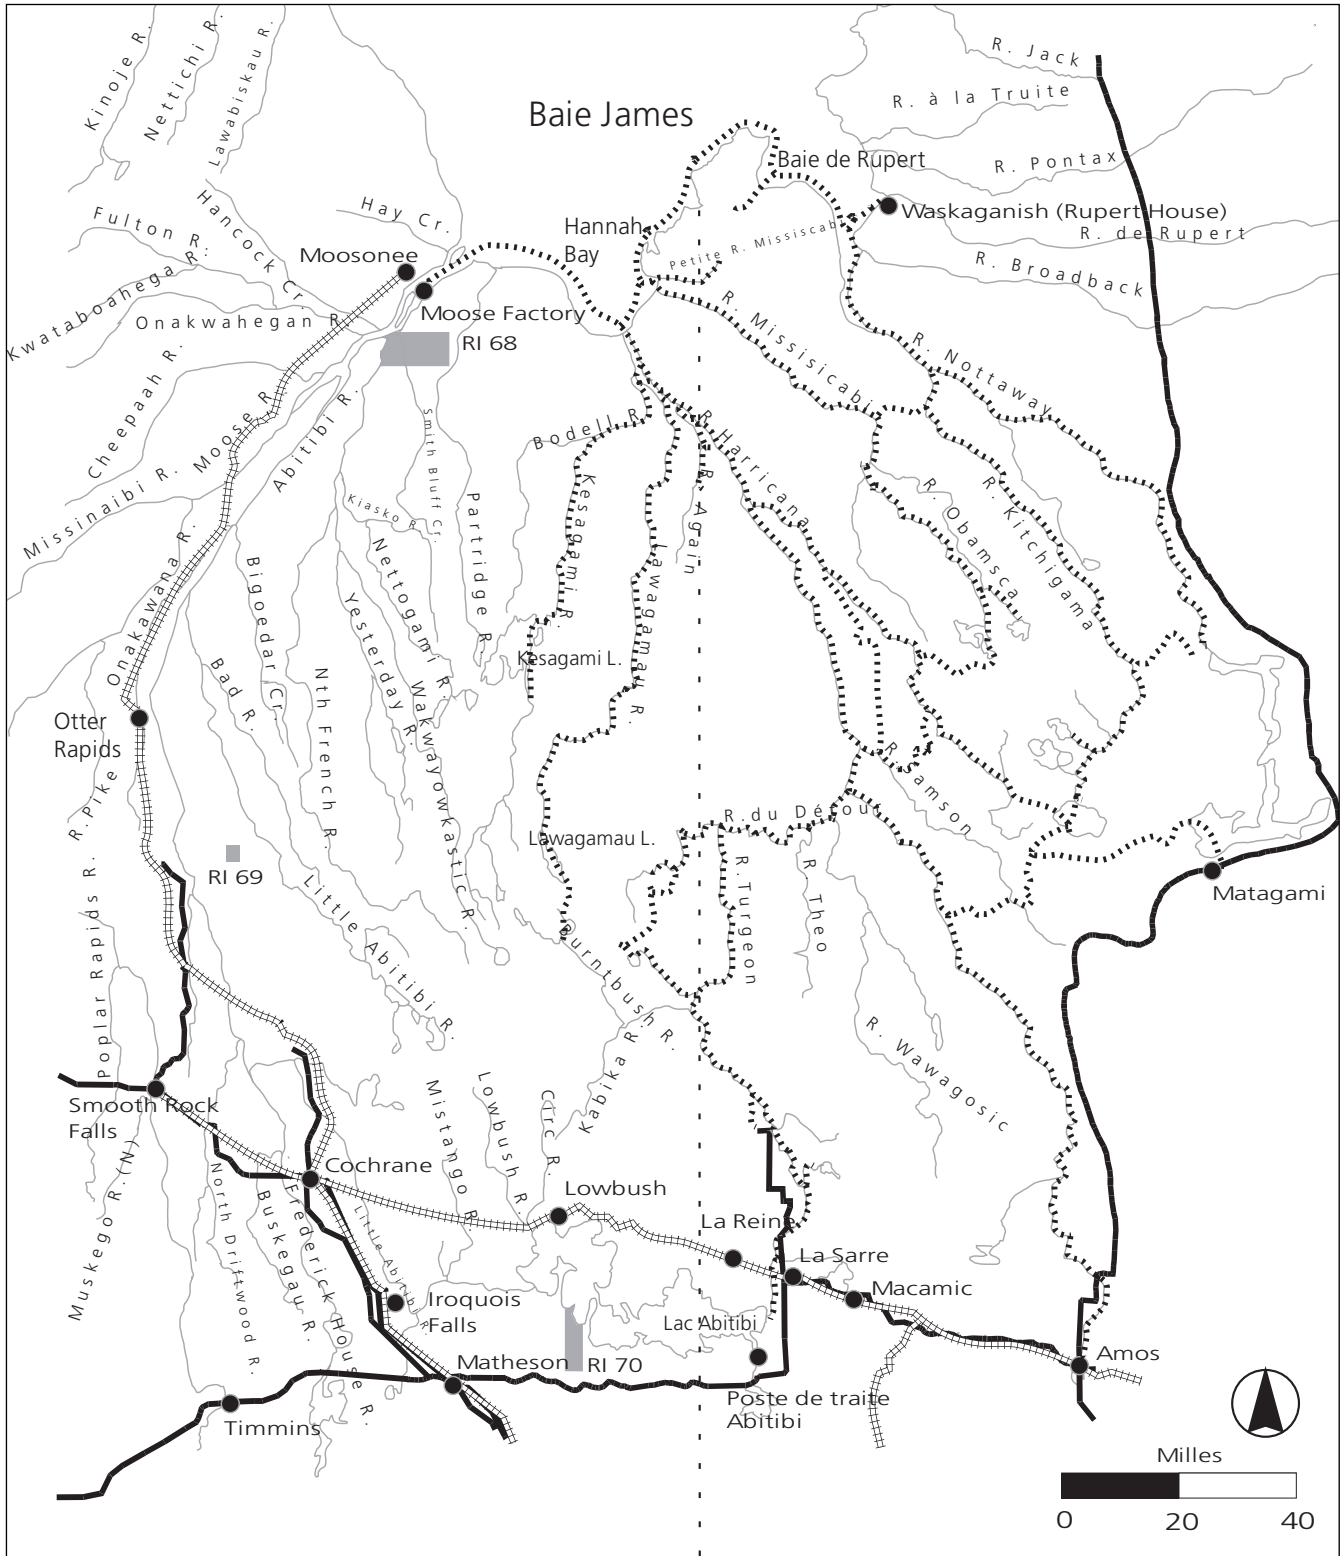 Kinoje R.
Nettichi R.
Lawabiskau R.
R. Jack
R. à la Truite
Baie James
Baie de Rupert
R. Pontax
Hancock Cr.
Hay Cr.
Fulton R.
Waskaganish (Rupert House)
R. de Rupert
Hannah
Bay
Petite R. Missiscabi
R. Broadback
Moosonee
Kwataboahega R.
Onakwahegan R.
Moose Factory
RI 68
R. Missisicabi
R. Nottaway
Cheepaah R.
Missinaibi R.
Moose R.
Abitibi R.
Smith Bluff Cr.
Bodell R.
R. Harricana
Kiasko R.
Partridge R.
Kesagami R.
R. Again
R. Obamsca
R. Kitchigama
Onakawana R.
Bigoedar Cr.
Nettogami R.
Yesterday R.
Lawagamau R.
Kesagami L.
Bad R.
Nth French R.
Wakwayowkastic R.
Otter
Rapids
R. Pike
R. Samson
R. du Détour
Lawagamau L.
RI 69
Little Abitibi R.
R. Turgeon
R. Theo
Matagami
Poplar Rapids R.
Burntbush R.
Kabika R.
R. Wawagosic
Smooth Rock
Falls
Mistango R.
Lowbush R.
Circ R.
Muskego R. (N)
Cochrane
North Driftwood R.
Buskegau R.
Frederick House R.
Little Abitibi R.
Lowbush
La Reine
La Sarre
Macamic
Iroquois
Falls
Lac Abitibi
Matheson
RI 70
Amos
Poste de traite
Abitibi
Timmins
Milles
0 20 40